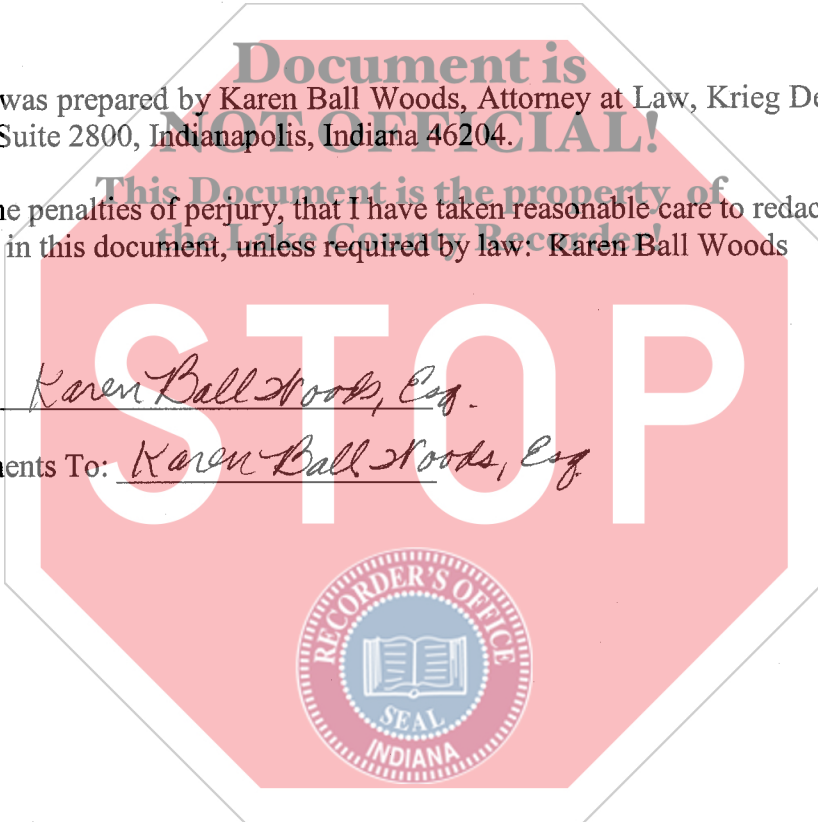 Document is
was prepared by Karen Ball Woods, Attorney at Law, Krieg De
NOT OFFICIAL!
Suite 2800, Indianapolis, Indiana 46204.
This Document is the property of
he penalties of perjury, that I have taken reasonable care to redac
the Lake County Recorder!
in this document, unless required by law: Karen Ball Woods
STOP
Karen Ball Woods, Esq.
ents To: Karen Ball Woods, Esq
RECORDER'S OFFICE
SEAL
INDIANA